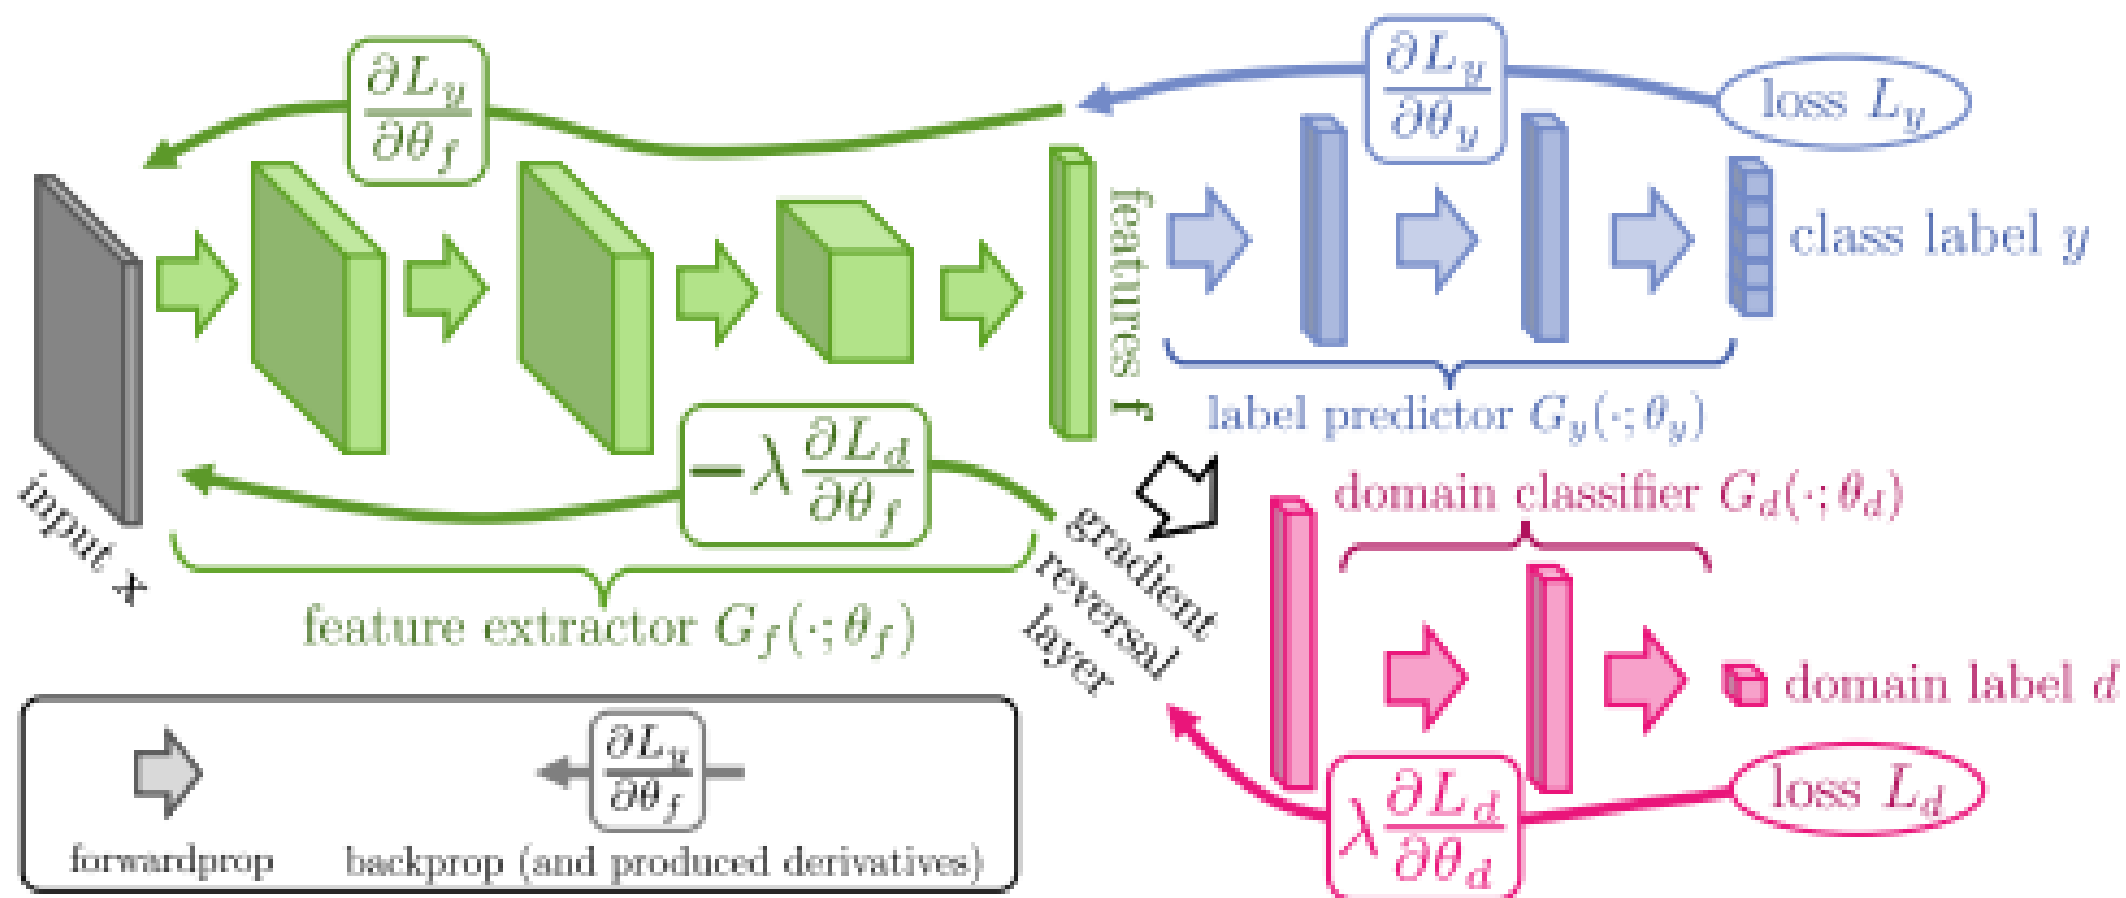 ∂L_y/∂θ_f
∂L_y/∂θ_y
loss L_y
features f
class label y
label predictor G_y(·; θ_y)
−λ ∂L_d/∂θ_f
input x
feature extractor G_f(·; θ_f)
gradient
reversal
layer
domain classifier G_d(·; θ_d)
domain label d
loss L_d
λ ∂L_d/∂θ_d
∂L_y/∂θ_f
forwardprop
backprop (and produced derivatives)